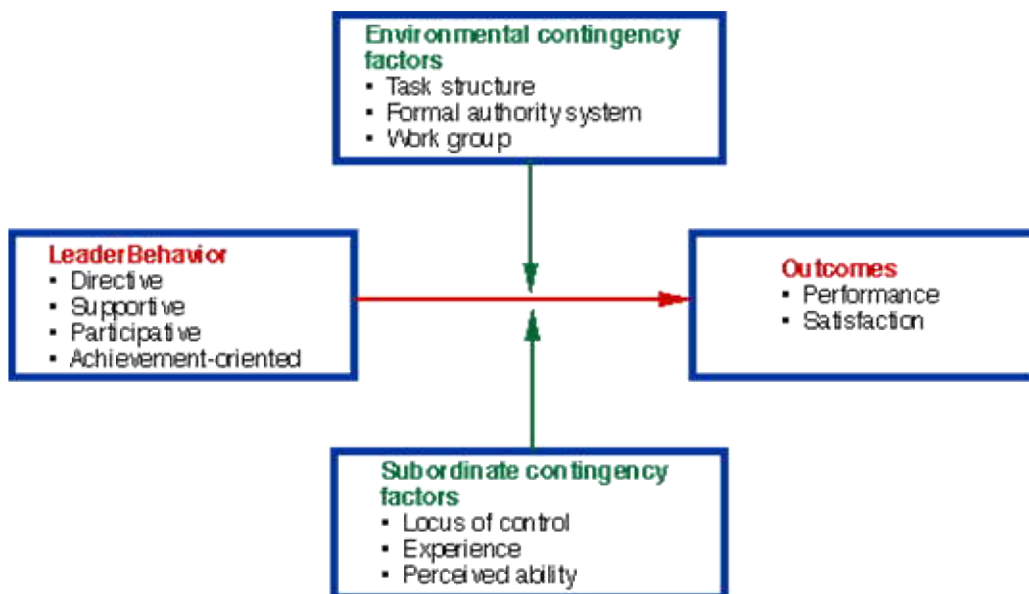 Environmental contingency
factors
▪ Task structure
▪ Formal authority system
▪ Work group
Leader Behavior
▪ Directive
▪ Supportive
▪ Participative
▪ Achievement-oriented
Outcomes
▪ Performance
▪ Satisfaction
Subordinate contingency
factors
▪ Locus of control
▪ Experience
▪ Perceived ability